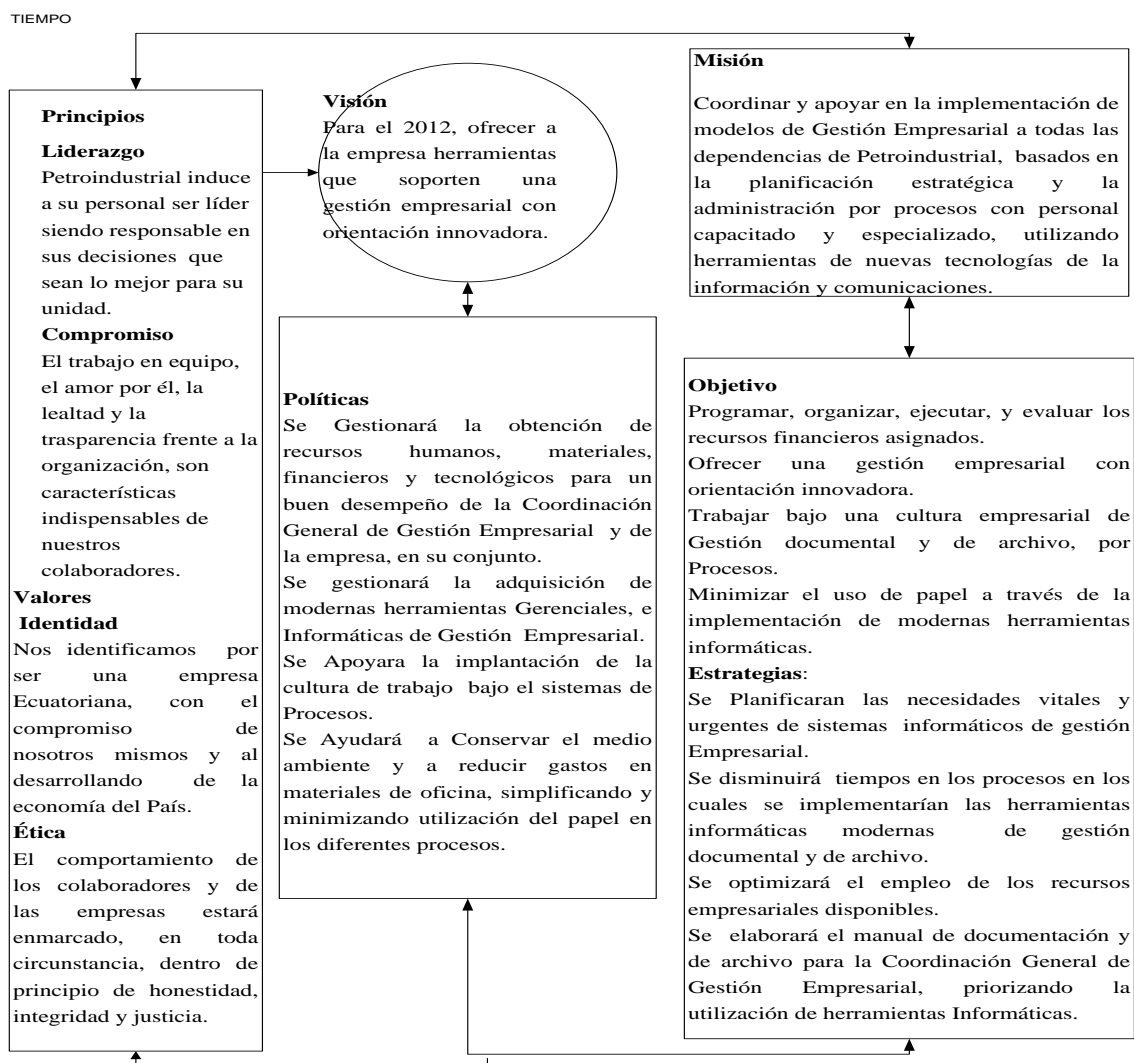 TIEMPO
Principios
Liderazgo
Petroindustrial induce
a su personal ser líder
siendo responsable en
sus decisiones que
sean lo mejor para su
unidad.
Compromiso
El trabajo en equipo,
el amor por él, la
lealtad y la
trasparencia frente a la
organización, son
características
indispensables de
nuestros
colaboradores.
Valores
Identidad
Nos identificamos por
ser una empresa
Ecuatoriana, con el
compromiso de
nosotros mismos y al
desarrollando de la
economía del País.
Ética
El comportamiento de
los colaboradores y de
las empresas estará
enmarcado, en toda
circunstancia, dentro de
principio de honestidad,
integridad y justicia.
Visión
Para el 2012, ofrecer a
la empresa herramientas
que soporten una
gestión empresarial con
orientación innovadora.
Políticas
Se Gestionará la obtención de
recursos humanos, materiales,
financieros y tecnológicos para un
buen desempeño de la Coordinación
General de Gestión Empresarial y de
la empresa, en su conjunto.
Se gestionará la adquisición de
modernas herramientas Gerenciales, e
Informáticas de Gestión Empresarial.
Se Apoyara la implantación de la
cultura de trabajo bajo el sistemas de
Procesos.
Se Ayudará a Conservar el medio
ambiente y a reducir gastos en
materiales de oficina, simplificando y
minimizando utilización del papel en
los diferentes procesos.
Misión
Coordinar y apoyar en la implementación de
modelos de Gestión Empresarial a todas las
dependencias de Petroindustrial, basados en
la planificación estratégica y la
administración por procesos con personal
capacitado y especializado, utilizando
herramientas de nuevas tecnologías de la
información y comunicaciones.
Objetivo
Programar, organizar, ejecutar, y evaluar los
recursos financieros asignados.
Ofrecer una gestión empresarial con
orientación innovadora.
Trabajar bajo una cultura empresarial de
Gestión documental y de archivo, por
Procesos.
Minimizar el uso de papel a través de la
implementación de modernas herramientas
informáticas.
Estrategias:
Se Planificaran las necesidades vitales y
urgentes de sistemas informáticos de gestión
Empresarial.
Se disminuirá tiempos en los procesos en los
cuales se implementarían las herramientas
informáticas modernas de gestión
documental y de archivo.
Se optimizará el empleo de los recursos
empresariales disponibles.
Se elaborará el manual de documentación y
de archivo para la Coordinación General de
Gestión Empresarial, priorizando la
utilización de herramientas Informáticas.